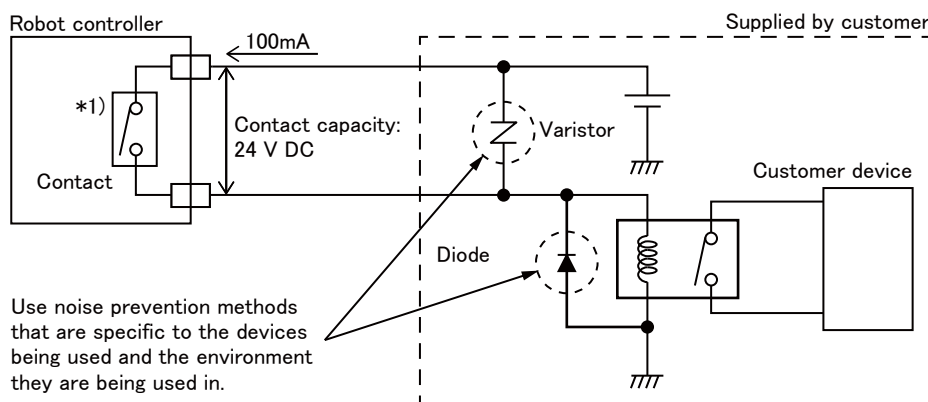 Robot controller
Supplied by customer
100mA
*1)
Contact capacity:
24 V DC
Varistor
Contact
Customer device
Diode
Use noise prevention methods
that are specific to the devices
being used and the environment
they are being used in.